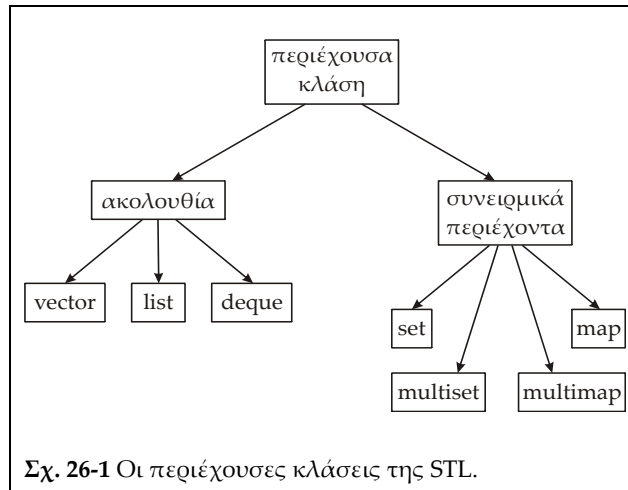 περιέχουσα
κλάση
ακολουθία
συνειρμικά
περιέχοντα
vector
list
deque
set
map
multiset
multimap
Σχ. 26-1 Οι περιέχουσες κλάσεις της STL.